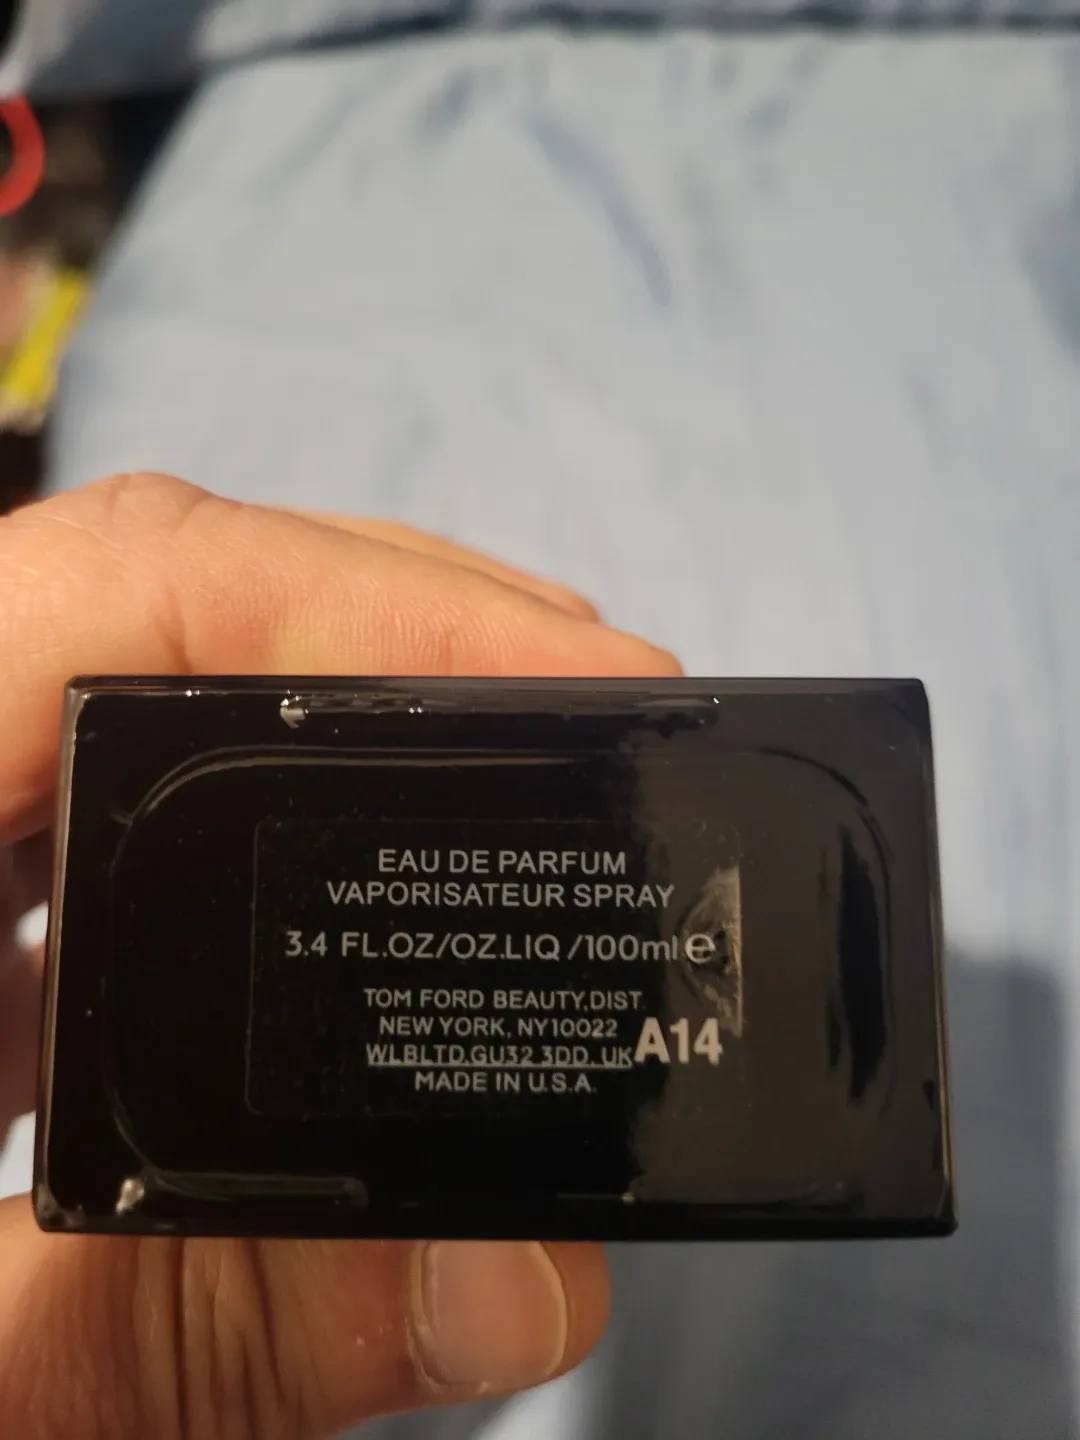 EAU DE PARFUM
VAPORISATEUR SPRAY
3.4 FL.OZ/OZ.LIQ /100ml e
TOM FORD BEAUTY,DIST.
NEW YORK, NY10022
WLBLTD.GU32 3DD. UK A14
MADE IN U.S.A.